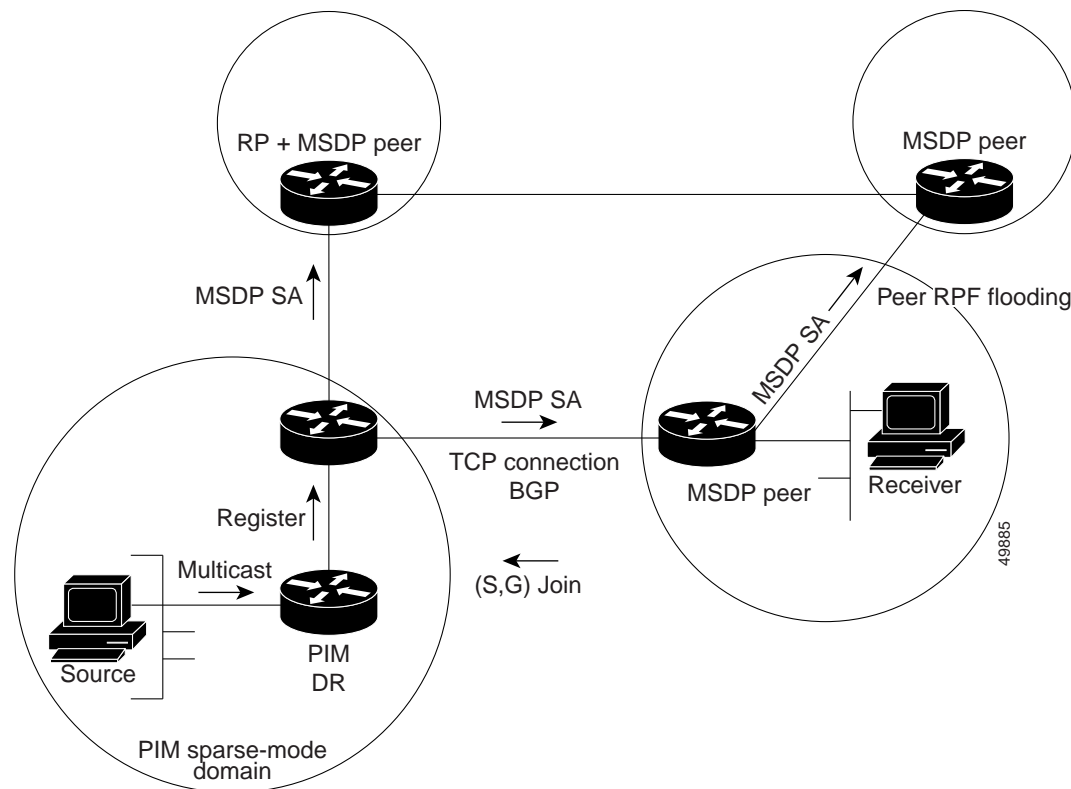 RP + MSDP peer
MSDP peer
MSDP SA
MSDP SA
Peer RPF flooding
MSDP SA
TCP connection
BGP
MSDP peer
Receiver
Register
Multicast
(S,G) Join
49885
Source
PIM
DR
PIM sparse-mode
domain